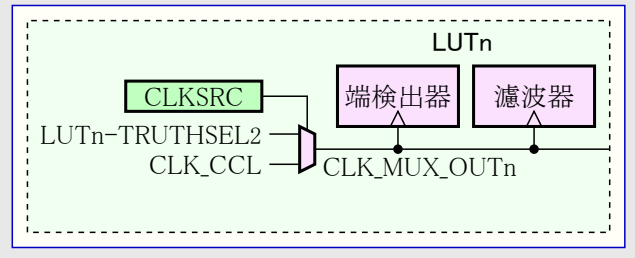 LUTn
端検出器
濾波器
CLKSRC
LUTn-TRUTHSEL2
CLK_CCL
CLK_MUX_OUTn